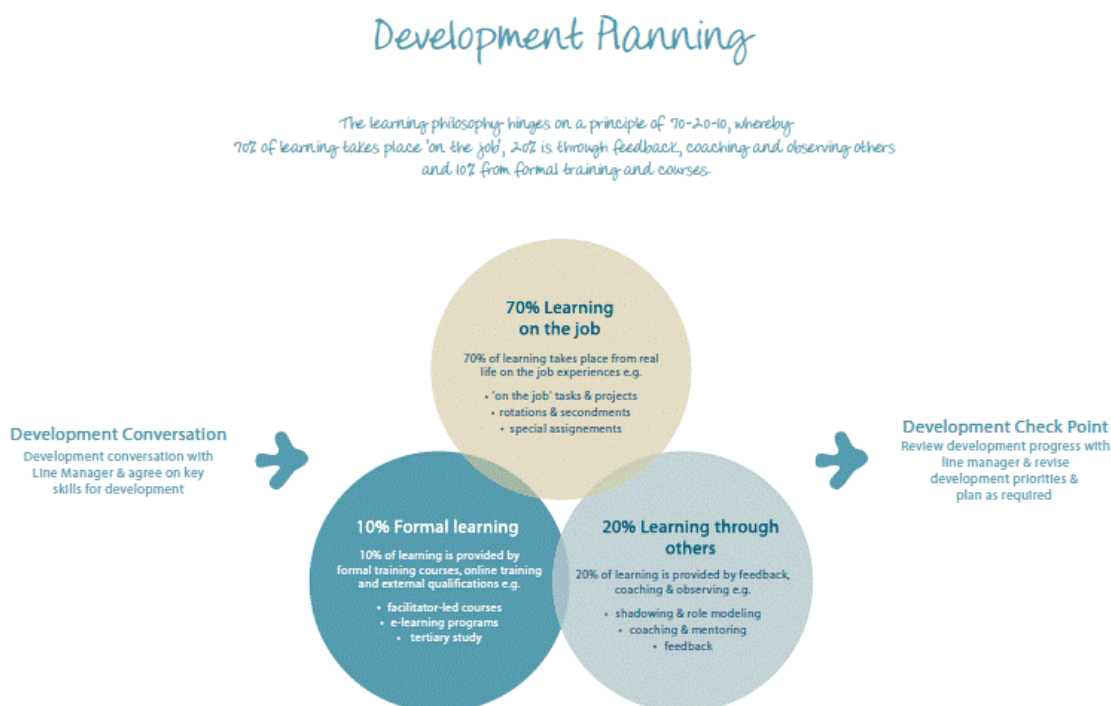 Development Planning
The learning philosophy hinges on a principle of 70-20-10, whereby
70% of learning takes place 'on the job', 20% is through feedback, coaching and observing others
and 10% from formal training and courses.
70% Learning
on the job
70% of learning takes place from real
life on the job experiences e.g.
• 'on the job' tasks & projects
• rotations & secondments
• special assignements
Development Conversation
Development conversation with
Line Manager & agree on key
skills for development
Development Check Point
Review development progress with
line manager & revise
development priorities &
plan as required
10% Formal learning
10% of learning is provided by
formal training courses, online training
and external qualifications e.g.
• facilitator-led courses
• e-learning programs
• tertiary study
20% Learning through
others
20% of learning is provided by feedback,
coaching & observing e.g.
• shadowing & role modeling
• coaching & mentoring
• feedback